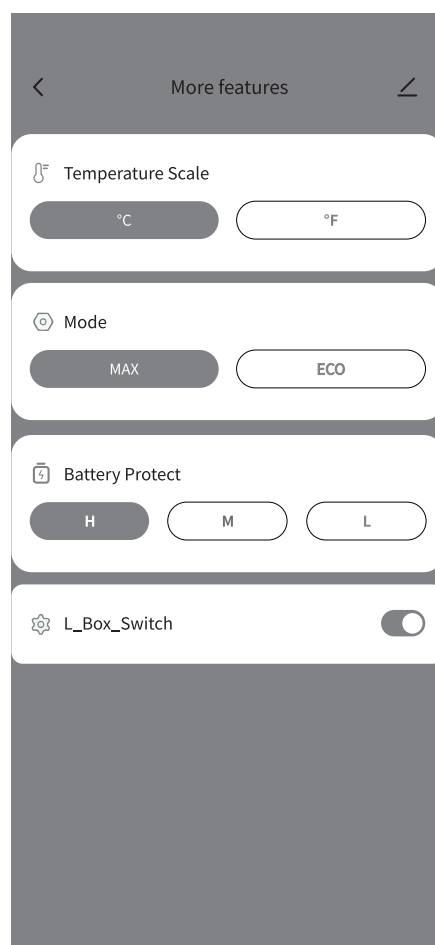 More features
Temperature Scale
°C °F
Mode
MAX ECO
Battery Protect
H M L
L_Box_Switch